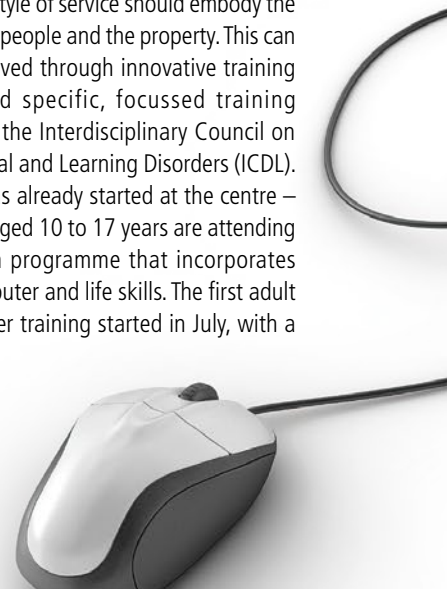 tyle of service should embody the
people and the property. This can
ved through innovative training
d specific, focussed training
the Interdisciplinary Council on
al and Learning Disorders (ICDL).
s already started at the centre –
ged 10 to 17 years are attending
programme that incorporates
uter and life skills. The first adult
er training started in July, with a